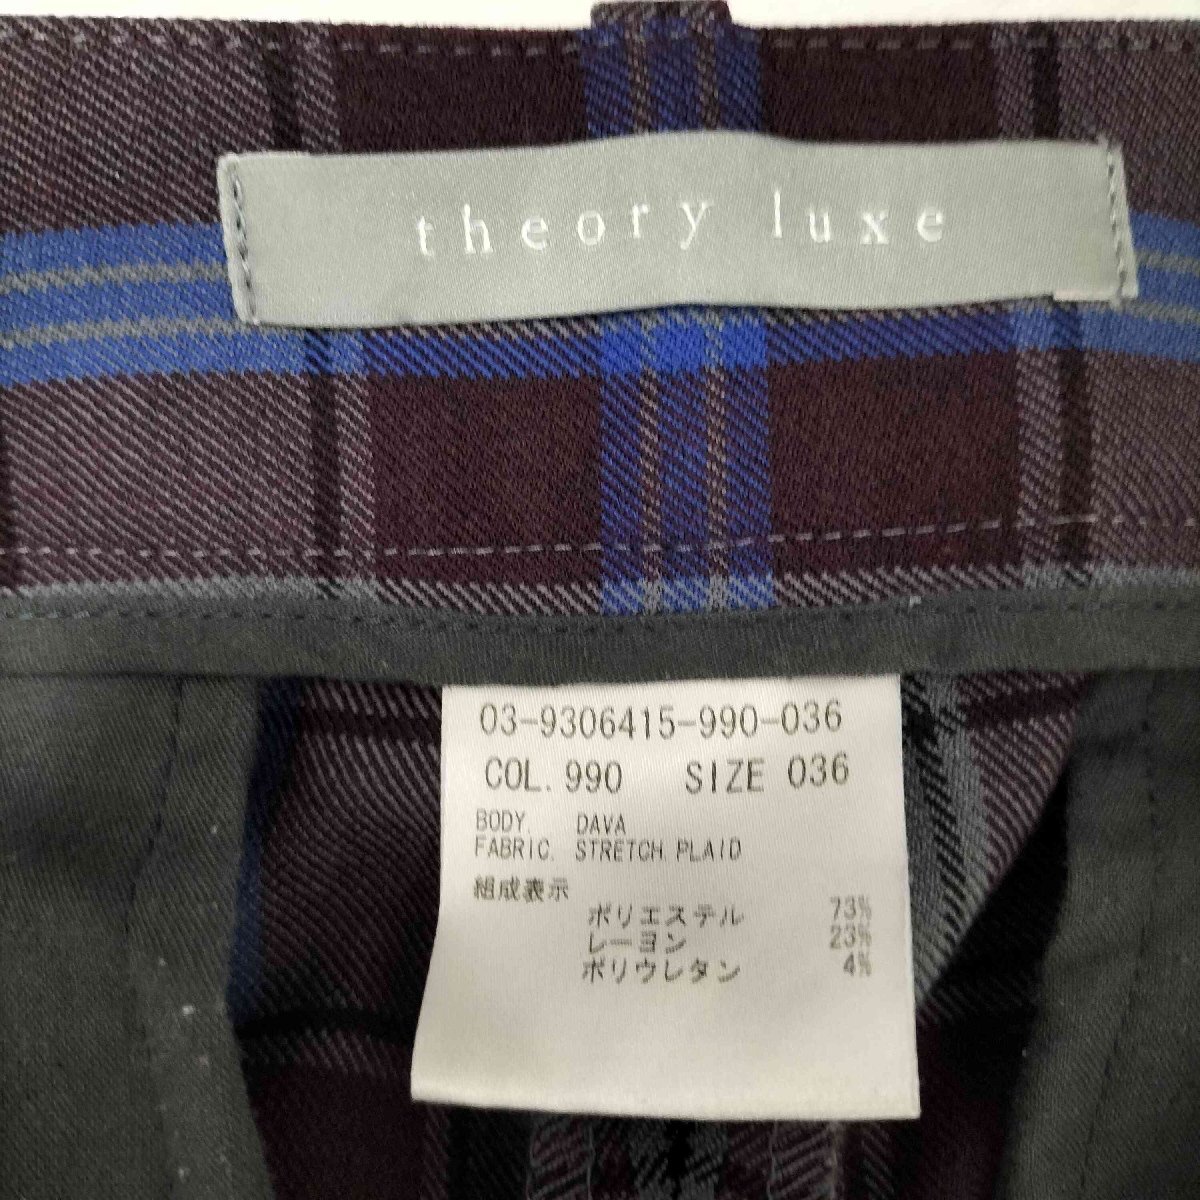 theory luxe
03-9306415-990-036
COL. 990 SIZE 036
BODY. DAVA
FABRIC. STRETCH PLAID
組成表示
ポリエステル 73%
レーヨン 23%
ポリウレタン 4%